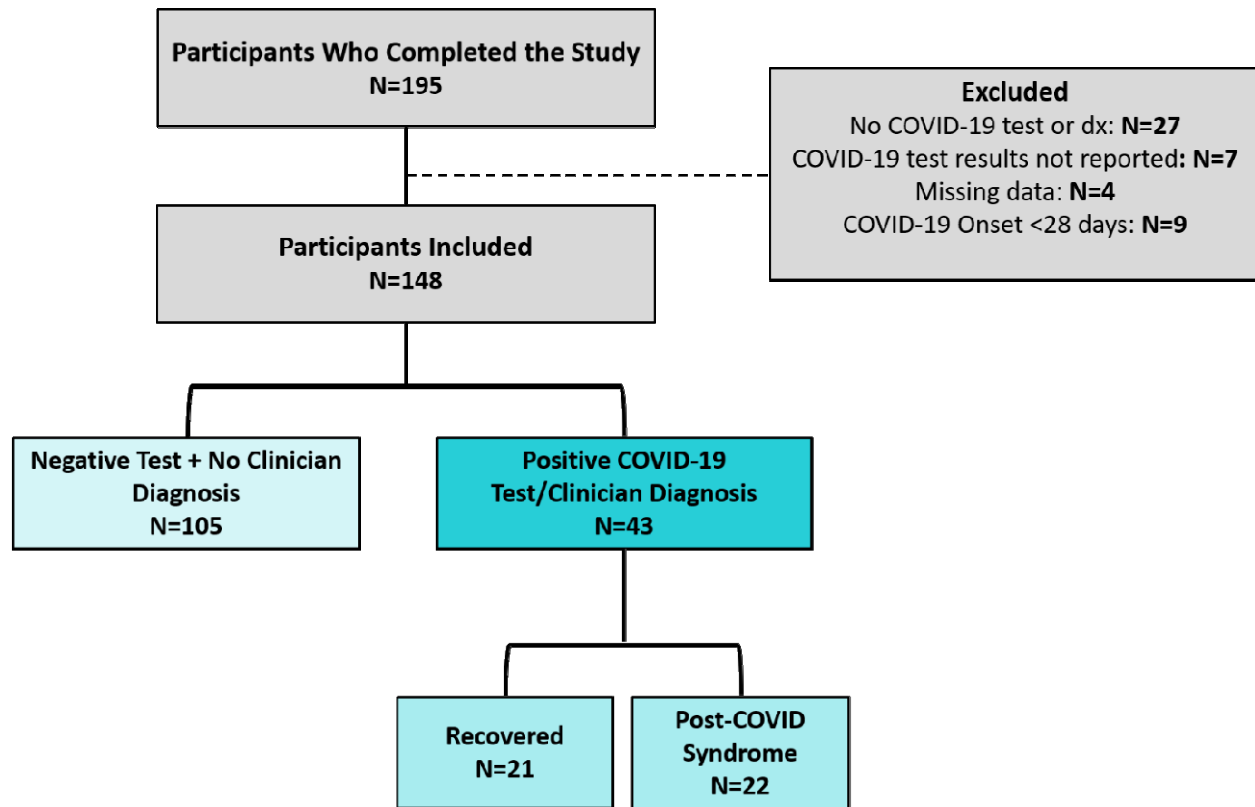 Participants Who Completed the Study
N=195
Excluded
No COVID-19 test or dx: N=27
COVID-19 test results not reported: N=7
Missing data: N=4
COVID-19 Onset <28 days: N=9
Participants Included
N=148
Negative Test + No Clinician
Diagnosis
N=105
Positive COVID-19
Test/Clinician Diagnosis
N=43
Recovered
N=21
Post-COVID
Syndrome
N=22